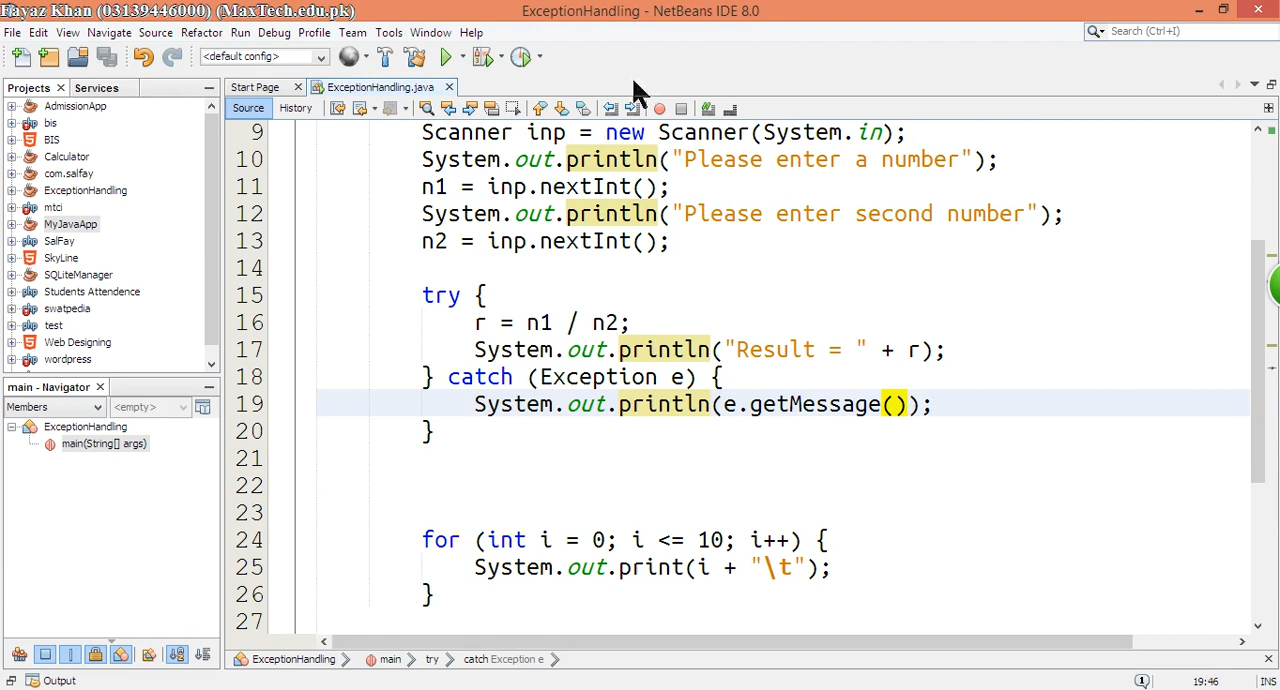 Fayaz Khan (03139446000) (MaxTech.edu.pk)
ExceptionHandling - NetBeans IDE 8.0
File Edit View Navigate Source Refactor Run Debug Profile Team Tools Window Help
Search (Ctrl+I)
<default config>
Projects Services
Start Page ExceptionHandling.java
Source History
AdmissionApp
bis
BIS
Calculator
com.salfay
ExceptionHandling
mtci
MyJavaApp
SalFay
SkyLine
SQLiteManager
Students Attendence
swatpedia
test
Web Designing
wordpress
main - Navigator
Members <empty>
ExceptionHandling
main(String[] args)
9 Scanner inp = new Scanner(System.in);
10 System.out.println("Please enter a number");
11 n1 = inp.nextInt();
12 System.out.println("Please enter second number");
13 n2 = inp.nextInt();
14
15 try {
16 r = n1 / n2;
17 System.out.println("Result = " + r);
18 } catch (Exception e) {
19 System.out.println(e.getMessage());
20 }
21
22
23
24 for (int i = 0; i <= 10; i++) {
25 System.out.print(i + "\t");
26 }
27
ExceptionHandling main try catch Exception e
Output
1
19:46 INS